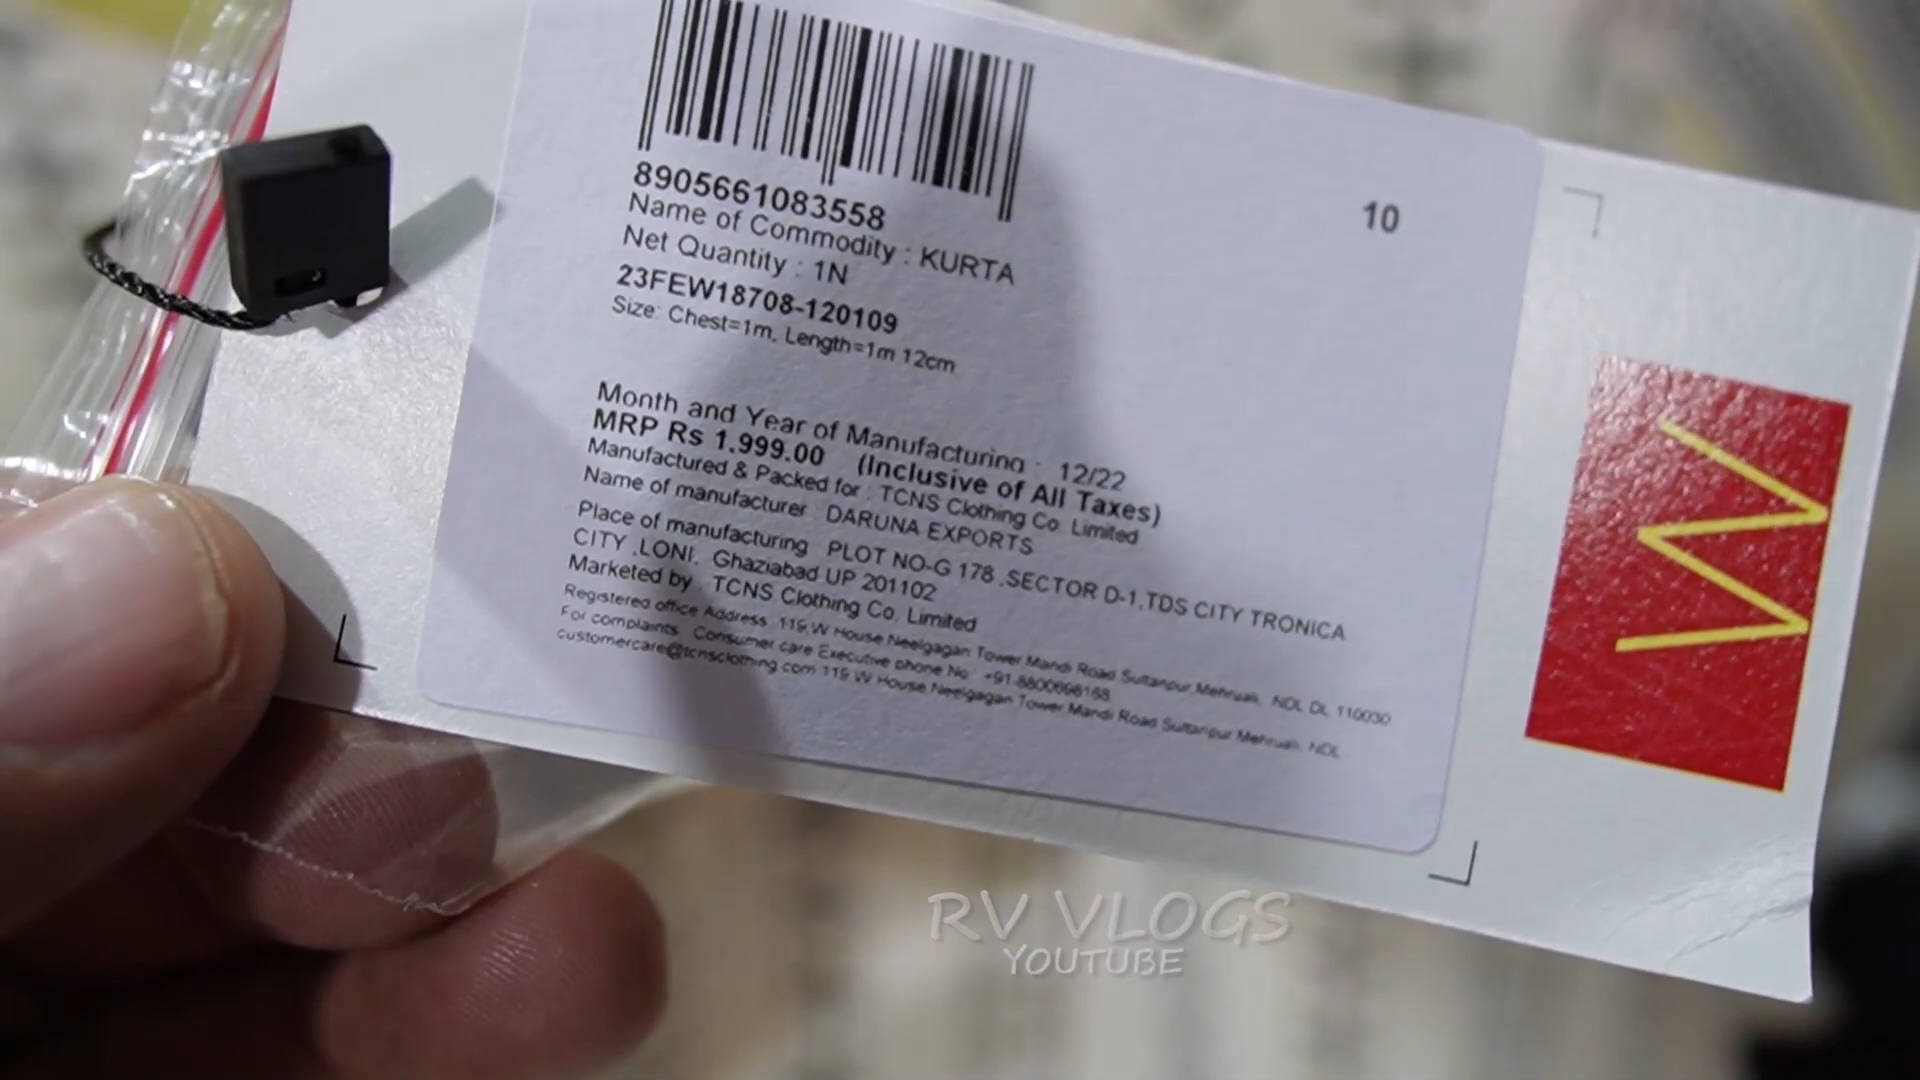 8905661083558
10
Name of Commodity : KURTA
Net Quantity : 1N
23FEW18708-120109
Size: Chest=1m, Length=1m 12cm
Month and Year of Manufacturing : 12/22
MRP Rs 1,999.00 (Inclusive of All Taxes)
Manufactured & Packed for : TCNS Clothing Co. Limited
Name of manufacturer DARUNA EXPORTS
Place of manufacturing PLOT NO-G 178 ,SECTOR D-1,TDS CITY TRONICA
CITY ,LONI, Ghaziabad UP 201102
Marketed by TCNS Clothing Co. Limited
Registered office Address 119,W House Neelgagan Tower Mandi Road Sultanpur,Mehrauli, NDL DL 110030
For complaints Consumer care Executive phone No +91-8800698168
customercare@tcnsclothing.com 119 W House Neelgagan Tower,Mandi Road Sultanpur Mehrauli, NDL
W
RV VLOGS
YOUTUBE